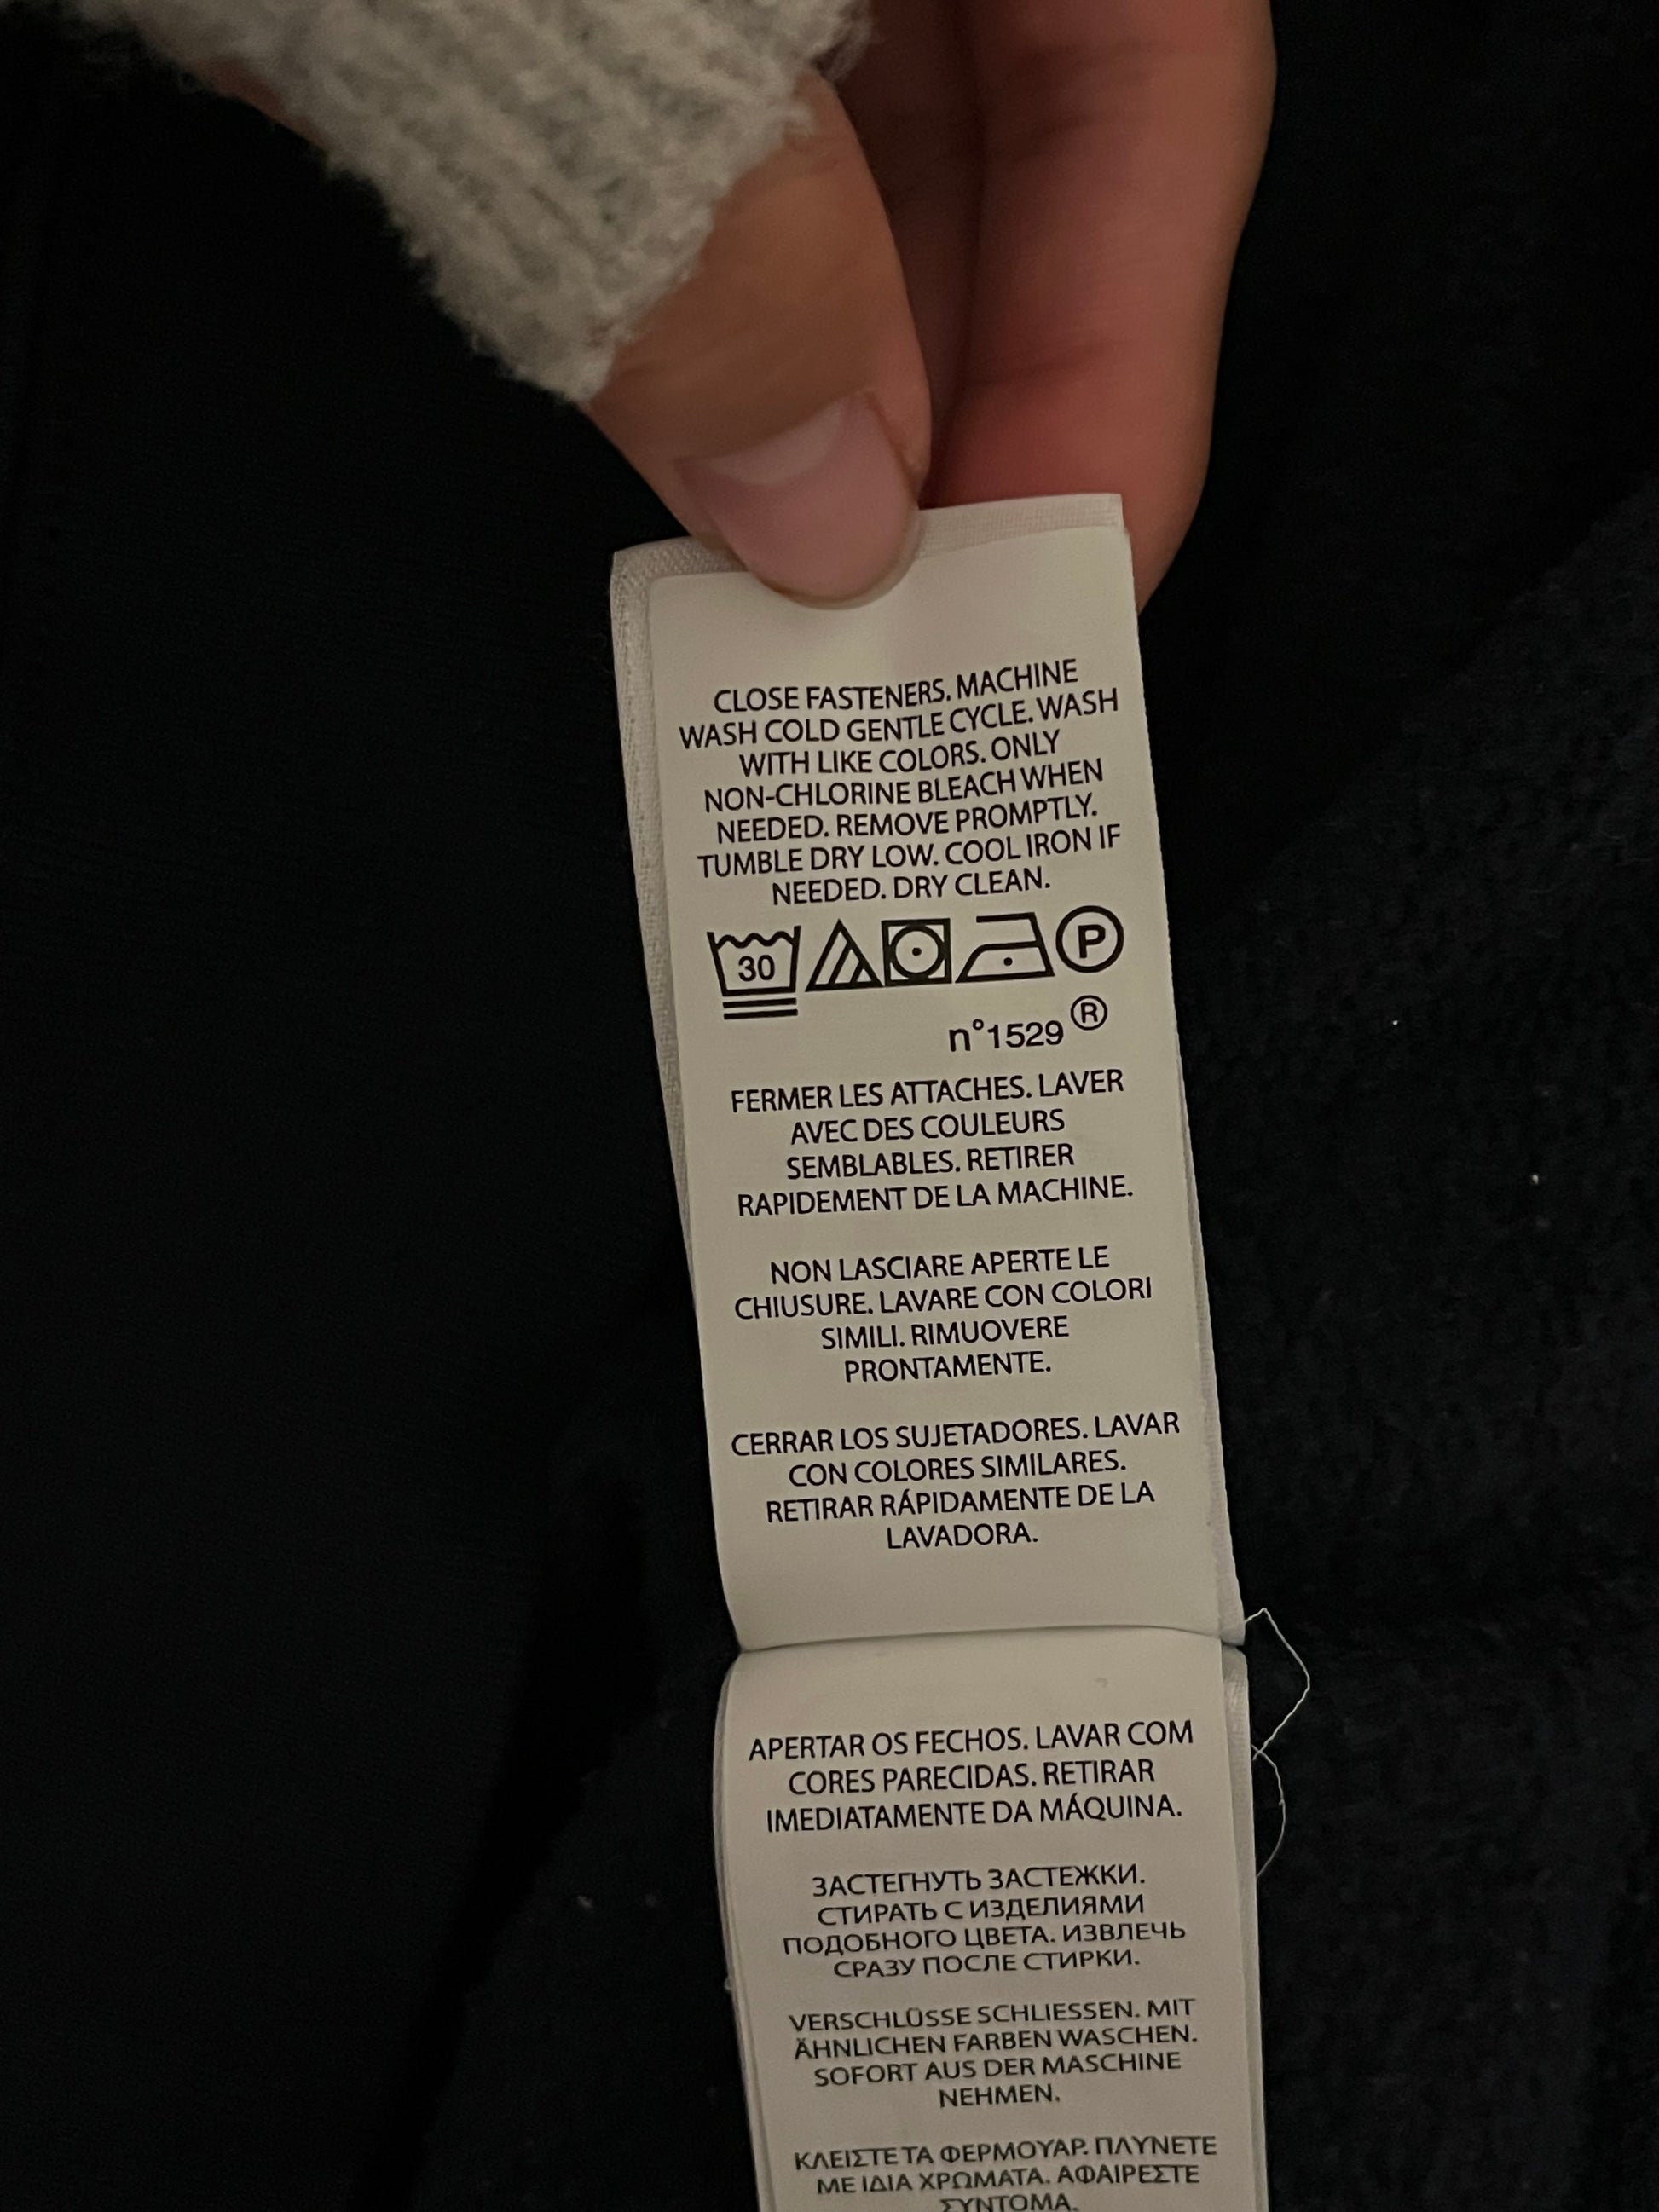 CLOSE FASTENERS. MACHINE
WASH COLD GENTLE CYCLE. WASH
WITH LIKE COLORS. ONLY
NON-CHLORINE BLEACH WHEN
NEEDED. REMOVE PROMPTLY.
TUMBLE DRY LOW. COOL IRON IF
NEEDED. DRY CLEAN.
30 P
n°1529 ®
FERMER LES ATTACHES. LAVER
AVEC DES COULEURS
SEMBLABLES. RETIRER
RAPIDEMENT DE LA MACHINE.
NON LASCIARE APERTE LE
CHIUSURE. LAVARE CON COLORI
SIMILI. RIMUOVERE
PRONTAMENTE.
CERRAR LOS SUJETADORES. LAVAR
CON COLORES SIMILARES.
RETIRAR RÁPIDAMENTE DE LA
LAVADORA.
APERTAR OS FECHOS. LAVAR COM
CORES PARECIDAS. RETIRAR
IMEDIATAMENTE DA MÁQUINA.
ЗАСТЕГНУТЬ ЗАСТЕЖКИ.
СТИРАТЬ С ИЗДЕЛИЯМИ
ПОДОБНОГО ЦВЕТА. ИЗВЛЕЧЬ
СРАЗУ ПОСЛЕ СТИРКИ.
VERSCHLÜSSE SCHLIESSEN. MIT
ÄHNLICHEN FARBEN WASCHEN.
SOFORT AUS DER MASCHINE
NEHMEN.
ΚΛΕΙΣΤΕ ΤΑ ΦΕΡΜΟΥΑΡ. ΠΛΥΝΕΤΕ
ΜΕ ΙΔΙΑ ΧΡΩΜΑΤΑ. ΑΦΑΙΡΕΣΤΕ
ΣΥΝΤΟΜΑ.